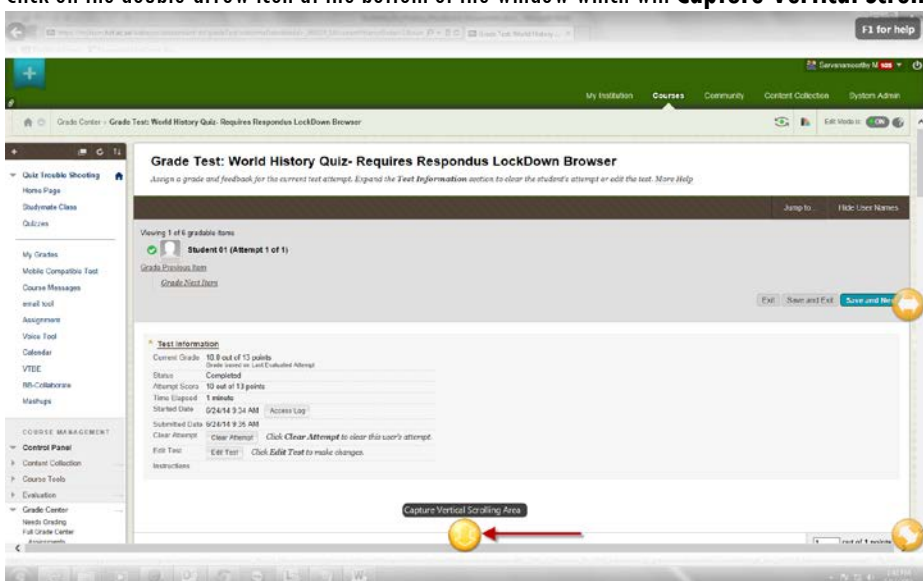 Click on the double arrow icon at the bottom of the window which will Capture Vertical Scroll
F1 for help
My Institution Courses Community Content Collection System Admin
Grade Center Grade Test: World History Quiz- Requires Respondus LockDown Browser
Edit Mode is: ON
Grade Test: World History Quiz- Requires Respondus LockDown Browser
Assign a grade and feedback for the current test attempt. Expand the Test Information section to clear the student's attempt or edit the test. More Help
Jump to... Hide User Names
Quiz Trouble Shooting
Home Page
Studymate Class
Quizzes
My Grades
Mobile Compatible Test
Course Messages
email tool
Assignment
Voice Tool
Calendar
VTBE
BB-Collaborate
Mashups
COURSE MANAGEMENT
Control Panel
Content Collection
Course Tools
Evaluation
Grade Center
Needs Grading
Full Grade Center
Assignments
Viewing 1 of 6 gradable items
Student 01 (Attempt 1 of 1)
Grade Previous Item
Grade Next Item
Exit Save and Exit Save and Ne
Test Information
Current Grade 10.0 out of 13 points
Grade based on Last Evaluated Attempt
Status Completed
Attempt Score 10 out of 13 points
Time Elapsed 1 minute
Started Date 6/24/14 9:34 AM Access Log
Submitted Date 6/24/14 9:35 AM
Clear Attempt Clear Attempt Click Clear Attempt to clear this user's attempt.
Edit Test Edit Test Click Edit Test to make changes.
Instructions
Capture Vertical Scrolling Area
out of 1 points